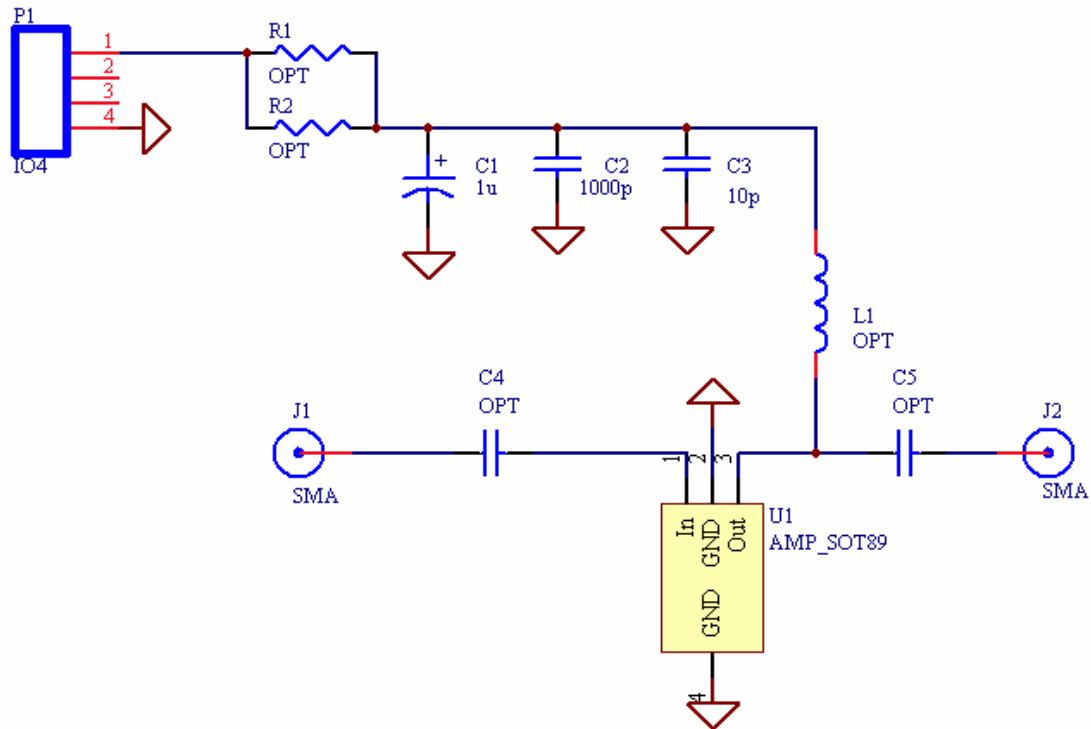 P1
1
2
3
4
IO4
R1
OPT
R2
OPT
C1
1u
C2
1000p
C3
10p
L1
OPT
C4
OPT
C5
OPT
J1
SMA
J2
SMA
1
2
3
In
GND
Out
GND
4
U1
AMP_SOT89